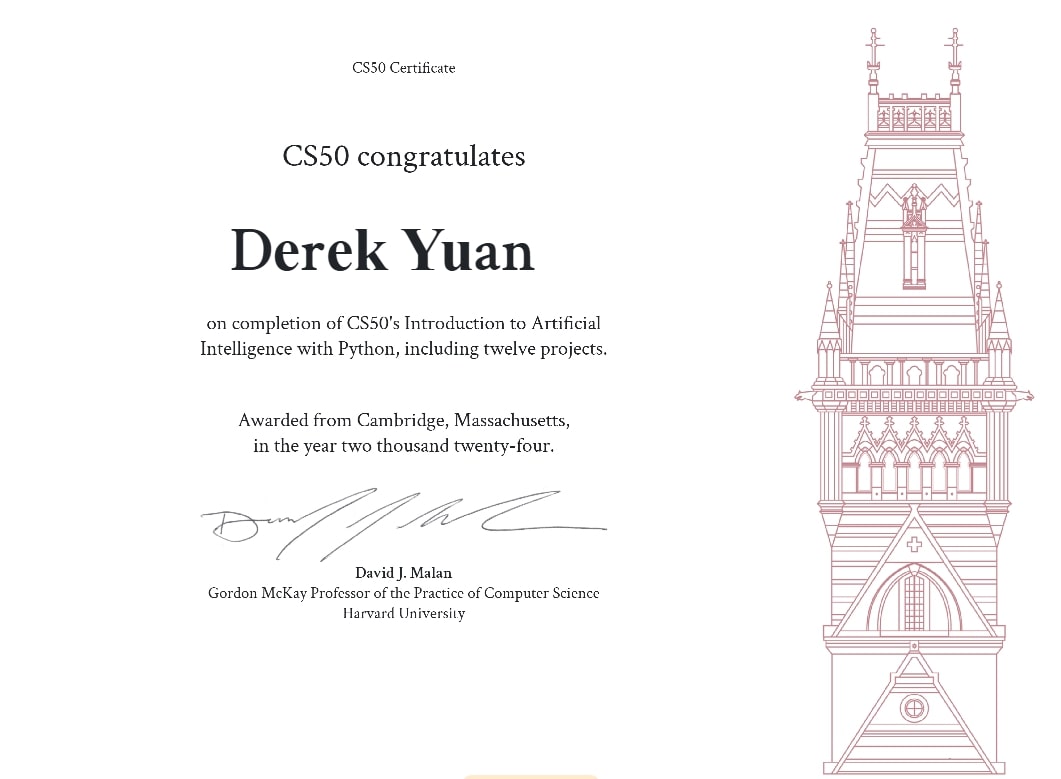 CS50 Certificate
CS50 congratulates
Derek Yuan
on completion of CS50's Introduction to Artificial
Intelligence with Python, including twelve projects.
Awarded from Cambridge, Massachusetts,
in the year two thousand twenty-four.
David J. Malan
Gordon McKay Professor of the Practice of Computer Science
Harvard University